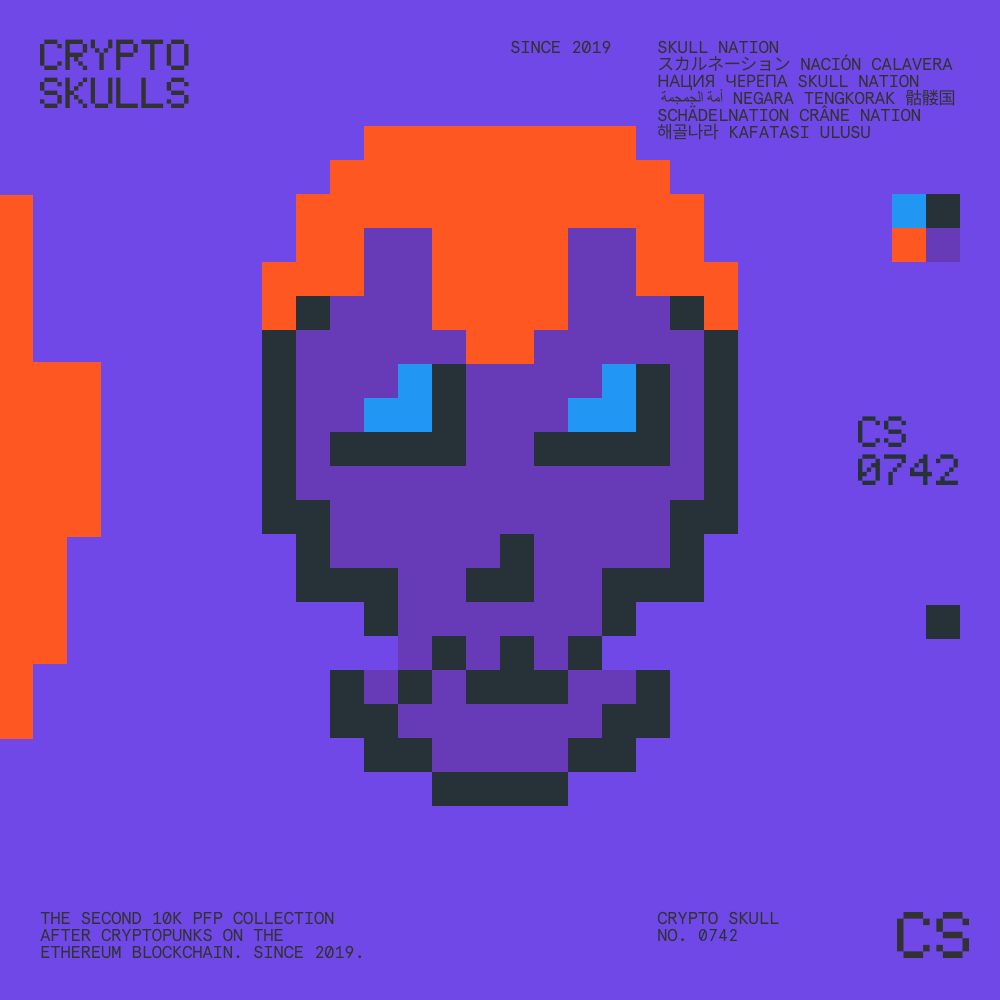 CRYPTO
SKULLS
SINCE 2019
SKULL NATION
スカルネーション NACIÓN CALAVERA
НАЦИЯ ЧЕРЕПА SKULL NATION
أمة الجمجمة NEGARA TENGKORAK 骷髅国
SCHÄDELNATION CRÂNE NATION
해골나라 KAFATASI ULUSU
CS
0742
THE SECOND 10K PFP COLLECTION
AFTER CRYPTOPUNKS ON THE
ETHEREUM BLOCKCHAIN. SINCE 2019.
CRYPTO SKULL
NO. 0742
CS